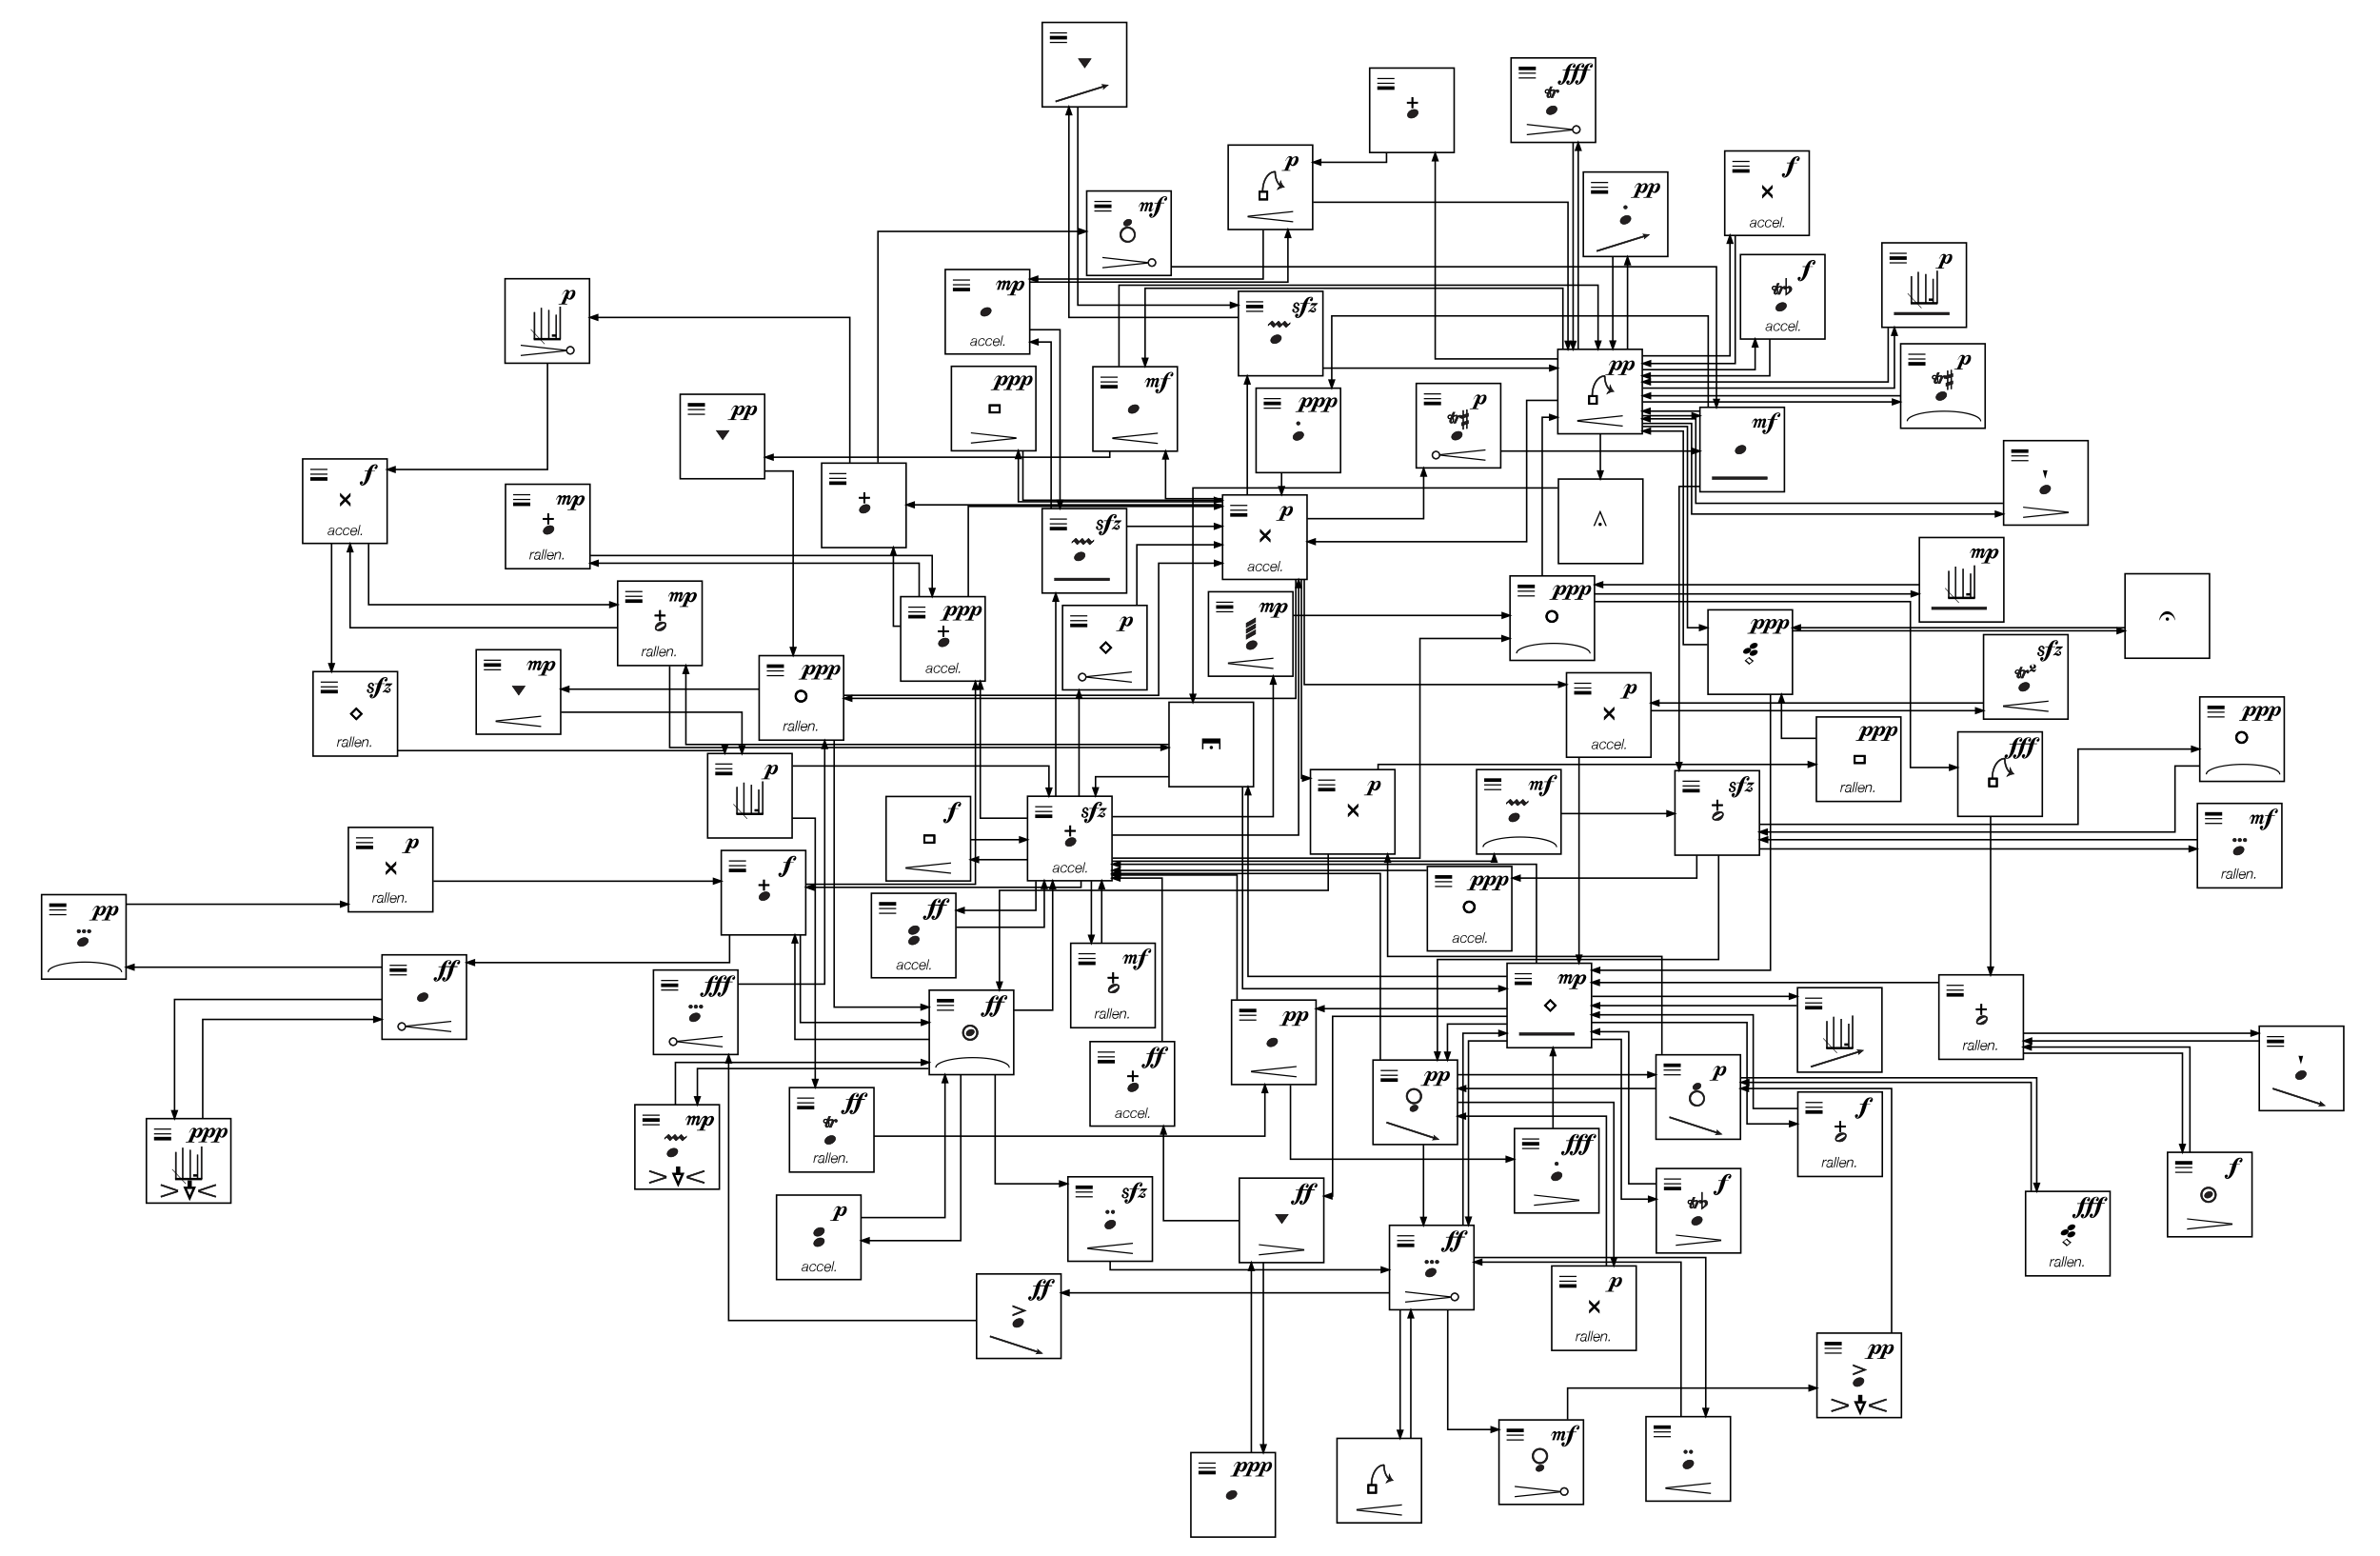 fff
p
f
accel.
pp
mf
p
f
accel.
mp
accel.
p
sfz
p
pp
ppp
mf
p
ppp
pp
mf
f
accel.
mp
rallen.
p
accel.
sfz
mp
ppp
mp
rallen.
mp
ppp
accel.
p
ppp
sfz
mp
ppp
rallen.
sfz
rallen.
p
accel.
ppp
ppp
rallen.
fff
p
p
mf
sfz
f
sfz
accel.
mf
rallen.
p
rallen.
f
ppp
accel.
ff
accel.
pp
mf
rallen.
ff
mp
fff
rallen.
ff
pp
ff
accel.
p
pp
ff
rallen.
f
rallen.
mp
ppp
fff
f
f
sfz
ff
fff
rallen.
p
accel.
ff
p
rallen.
ff
pp
mf
ppp